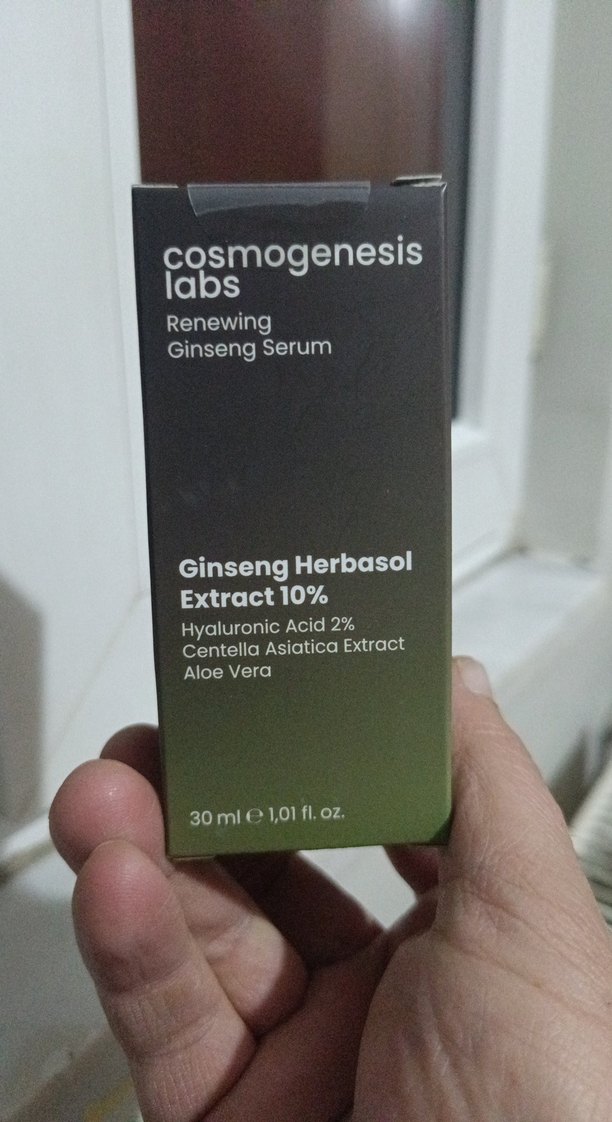 cosmogenesis
labs
Renewing
Ginseng Serum
Ginseng Herbasol
Extract 10%
Hyaluronic Acid 2%
Centella Asiatica Extract
Aloe Vera
30 ml ℮ 1,01 fl. oz.